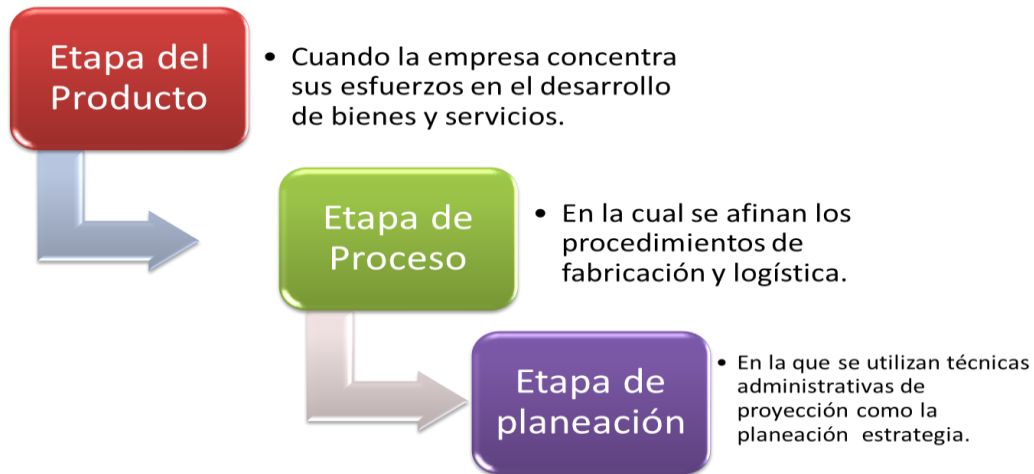 Etapa del
Producto
• Cuando la empresa concentra
sus esfuerzos en el desarrollo
de bienes y servicios.
Etapa de
Proceso
• En la cual se afinan los
procedimientos de
fabricación y logística.
Etapa de
planeación
• En la que se utilizan técnicas
administrativas de
proyección como la
planeación estrategia.